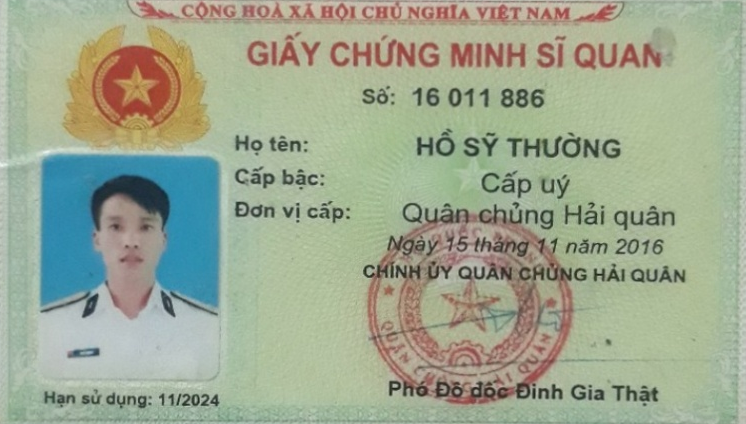 CỘNG HOÀ XÃ HỘI CHỦ NGHĨA VIỆT NAM
GIẤY CHỨNG MINH SĨ QUAN
Số: 16 011 886
Họ tên: HỒ SỸ THƯỜNG
Cấp bậc: Cấp uý
Đơn vị cấp: Quân chủng Hải quân
Ngày 15 tháng 11 năm 2016
CHÍNH ỦY QUÂN CHỦNG HẢI QUÂN
QUÂN CHỦNG HẢI QUÂN
Phó Đô đốc Đinh Gia Thật
Hạn sử dụng: 11/2024